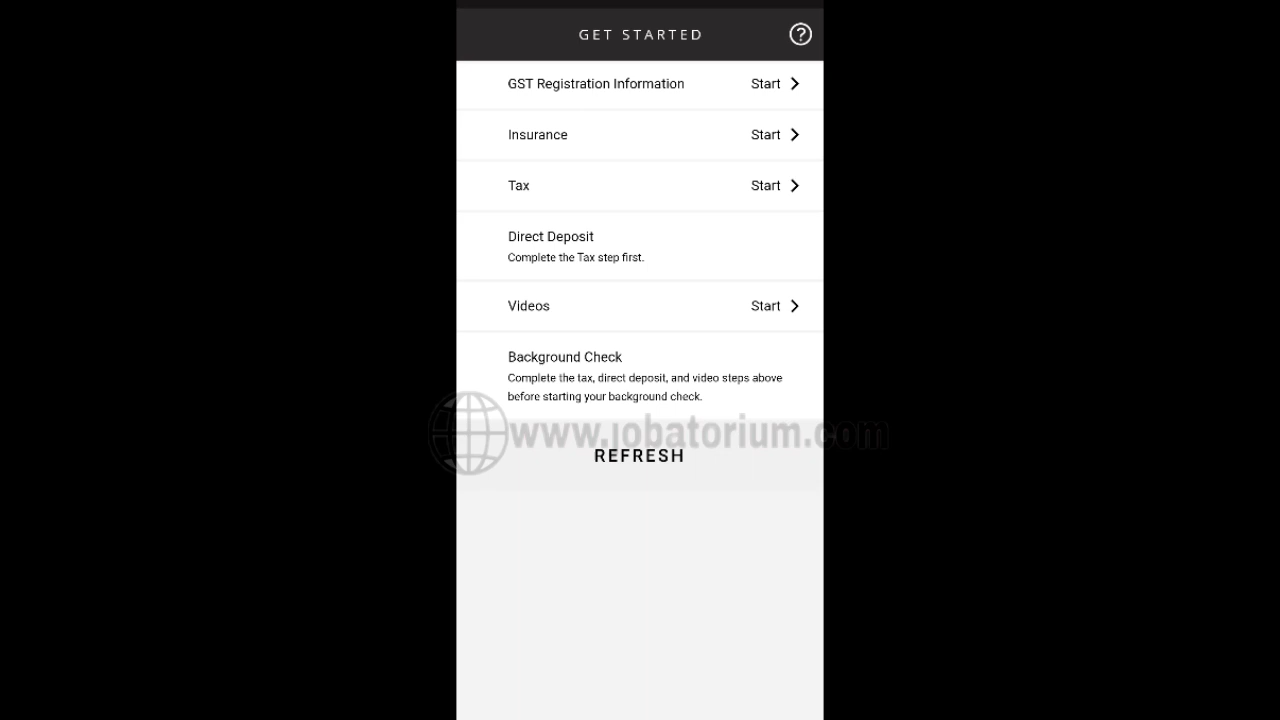 GET STARTED
GST Registration Information Start
Insurance Start
Tax Start
Direct Deposit
Complete the Tax step first.
Videos Start
Background Check
Complete the tax, direct deposit, and video steps above
before starting your background check.
www.jobatorium.com
REFRESH